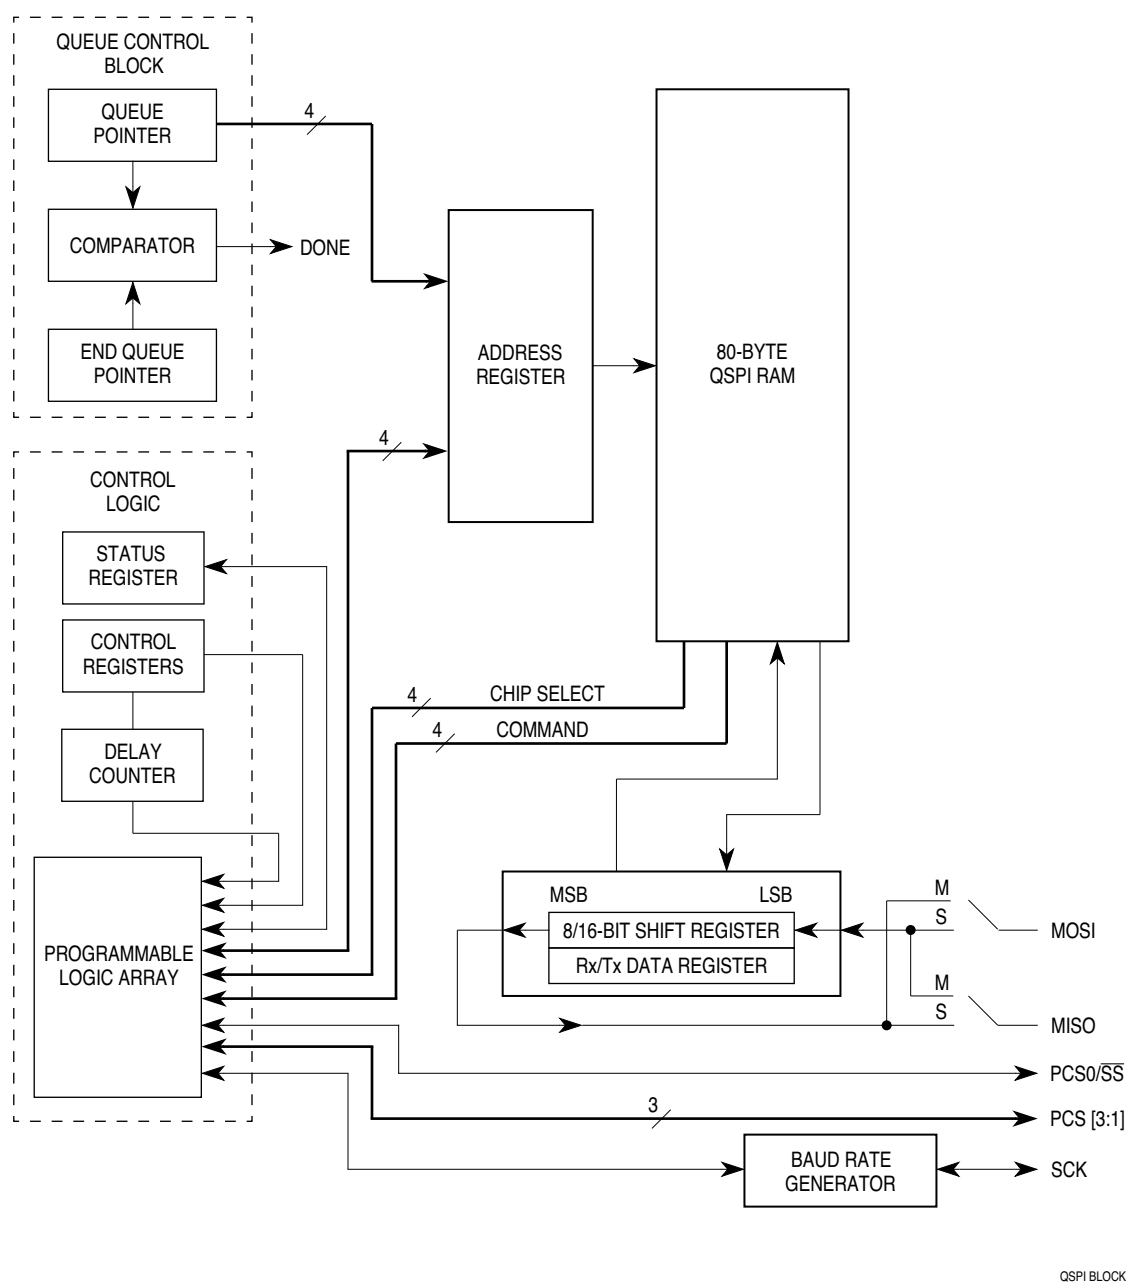 QUEUE CONTROL
BLOCK
QUEUE
POINTER
4
COMPARATOR
DONE
END QUEUE
POINTER
ADDRESS
REGISTER
80-BYTE
QSPI RAM
4
CONTROL
LOGIC
STATUS
REGISTER
CONTROL
REGISTERS
DELAY
COUNTER
PROGRAMMABLE
LOGIC ARRAY
4
CHIP SELECT
4
COMMAND
MSB
LSB
8/16-BIT SHIFT REGISTER
Rx/Tx DATA REGISTER
M
S
MOSI
M
S
MISO
PCS0/S̅S̅
3
PCS [3:1]
BAUD RATE
GENERATOR
SCK
QSPI BLOCK